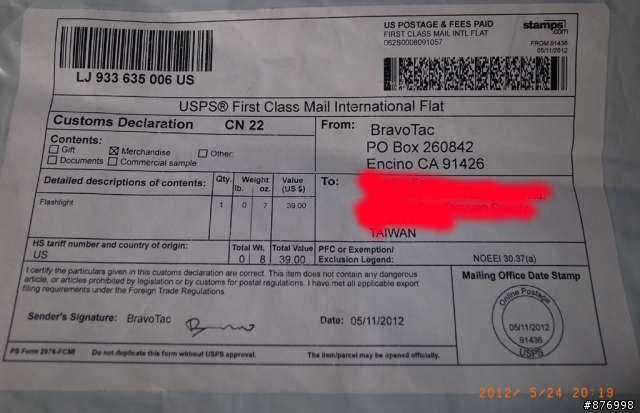 LJ 933 635 006 US
US POSTAGE & FEES PAID
FIRST CLASS MAIL INTL FLAT
062S0008091057
stamps.com
FROM 91436
05/11/2012
USPS® First Class Mail International Flat
Customs Declaration CN 22
Contents:
Gift Merchandise Other:
Documents Commercial sample
From: BravoTac
PO Box 260842
Encino CA 91426
Detailed descriptions of contents: Qty. Weight lb. oz. Value (US $)
Flashlight 1 0 7 39.00
To:
TAIWAN
HS tariff number and country of origin:
US
Total Wt. Total Value
0 8 39.00
PFC or Exemption/
Exclusion Legend: NOEEI 30.37(a)
I certify the particulars given in this customs declaration are correct. This item does not contain any dangerous
article, or articles prohibited by legislation or by customs for postal regulations. I have met all applicable export
filing requirements under the Foreign Trade Regulations.
Sender's Signature: BravoTac
Date: 05/11/2012
Mailing Office Date Stamp
Online Postage
05/11/2012
91436
USPS
PS Form 2976-FCMI Do not duplicate this form without USPS approval. The item/parcel may be opened officially.
2012/ 5/24 20:19
#876998